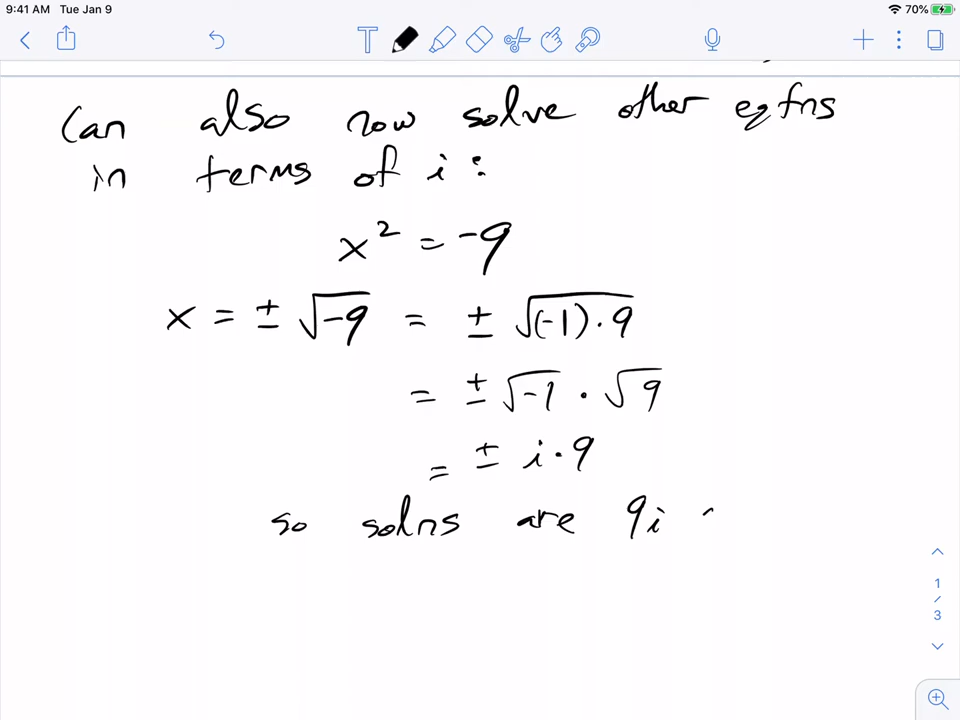 9:41 AM Tue Jan 9
70%
T
Can also now solve other eqtns
in terms of i :
x² = -9
x = ± √-9 = ± √(-1) · 9
= ± √-1 · √9
= ± i · 9
so solns are 9i
1
/
3